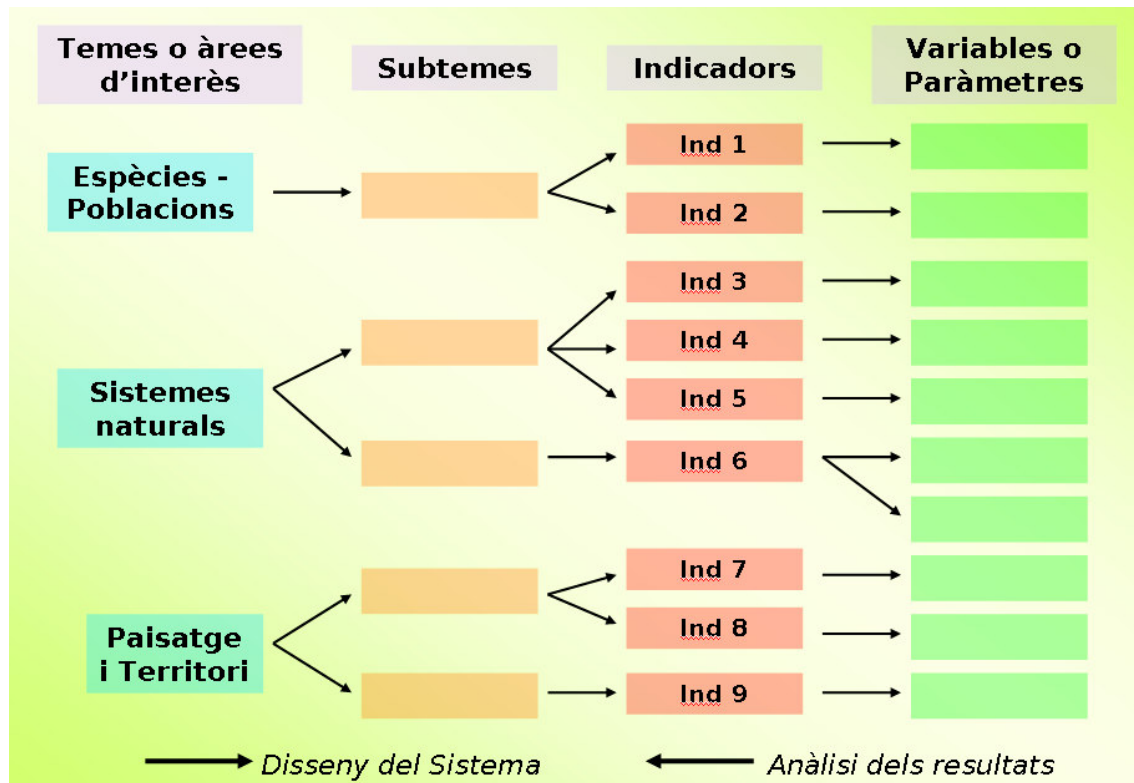 Temes o àrees
d’interès
Subtemes
Indicadors
Variables o
Paràmetres
Espècies -
Poblacions
Ind 1
Ind 2
Sistemes
naturals
Ind 3
Ind 4
Ind 5
Ind 6
Paisatge
i Territori
Ind 7
Ind 8
Ind 9
Disseny del Sistema
Anàlisi dels resultats